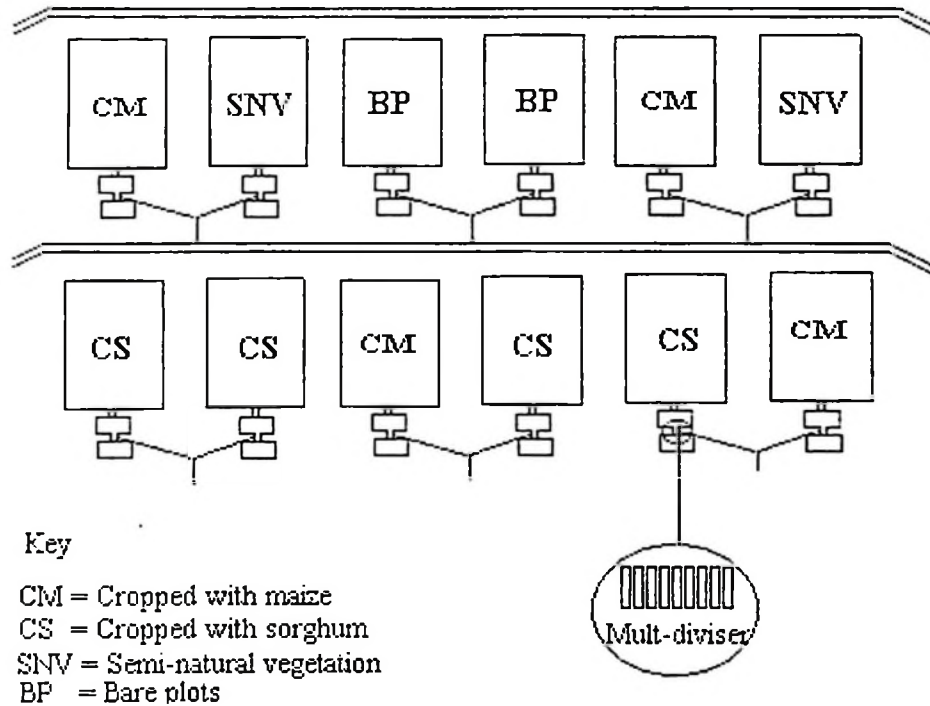 CM SNV BP BP CM SNV
CS CS CM CS CS CM
Key
CM = Cropped with maize
CS = Cropped with sorghum
SNV = Semi-natural vegetation
BP = Bare plots
Mult-diviser